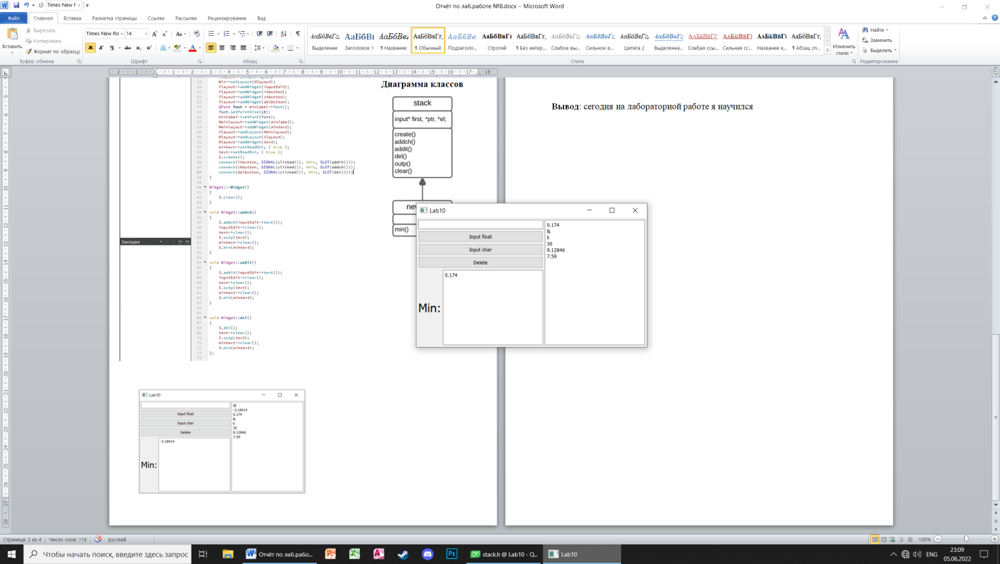 Отчёт по лаб.работе №8.docx - Microsoft Word
Times New F
Файл Главная Вставка Разметка страницы Ссылки Рассылки Рецензирование Вид
Вставить
Вырезать
Копировать
Формат по образцу
Буфер обмена
Times New Ro 14
Шрифт
Абзац
АаБбВвГг, АаБбВвІ АаБбВвІ АаБбВвГг, АаБбВв. АаБбВвГг АаБбВвГг, АаБбВвГг АаБбВвГг, АаБбВвГг, АаБбВвГг, АаБбВвГг АаБбВвГг АаБбВвГг АаБбВвГг,
Выделение Заголовок 1 ¶ Название ¶ Обычный Подзаголо... Строгий ¶ Без интер... Слабое вы... Сильное в... Цитата 2 Выделенна... Слабая ссы... Сильная сс... Название к... ¶ Абзац сп...
Стили
Изменить стили
Найти
Заменить
Выделить
Редактирование
Закладки
Win->setLayout(Hlayout);
20 Vlayout->addWidget(inputEdit);
21 Vlayout->addWidget(itbutton);
22 Vlayout->addWidget(chbutton);
23 Vlayout->addWidget(delbutton);
24 QFont font = minlabel->font();
25 font.setPointSize(18);
26 minlabel->setFont(font);
27 Hminlayout->addWidget(minlabel);
28 Hminlayout->addWidget(mintext);
29 Vlayout->addLayout(Hminlayout);
30 Hlayout->addLayout(Vlayout);
31 Hlayout->addWidget(text);
32 mintext->setReadOnly ( true );
33 text->setReadOnly ( true );
34 S.create();
35 connect(itbutton, SIGNAL(clicked()), this, SLOT(addit()));
36 connect(chbutton, SIGNAL(clicked()), this, SLOT(addch()));
37 connect(delbutton, SIGNAL(clicked()), this, SLOT(del()));
38 }
39
40 Widget::~Widget()
41 {
42 S.clear();
43 }
44
45 void Widget::addch()
46 {
47 S.addch(inputEdit->text());
48 inputEdit->clear();
49 text->clear();
50 S.outp(text);
51 mintext->clear();
52 S.min(mintext);
53 }
54
55 void Widget::addit()
56 {
57 S.addit(inputEdit->text());
58 inputEdit->clear();
59 text->clear();
60 S.outp(text);
61 mintext->clear();
62 S.min(mintext);
63 }
64
65
66 void Widget::del()
67 {
68 S.del();
69 text->clear();
70 S.outp(text);
71 mintext->clear();
72 S.min(mintext);
73 };
74
Диаграмма классов
stack
input* first, *ptr, *el;
create()
addch()
addit()
del()
outp()
clear()
min()
Lab10
Input float
Input char
Delete
Min:
-3.18414
@
-3.18414
0.174
&
k
30
9.12846
7.59
Вывод: сегодня на лабораторной работе я научился
Lab10
Input float
Input char
Delete
Min:
0.174
0.174
&
k
30
9.12846
7.59
Страница: 3 из 4 Число слов: 116 русский
100%
Чтобы начать поиск, введите здесь запрос
Отчёт по лаб.рабо...
stack.h @ Lab10 - Q...
Lab10
ENG
23:09
05.06.2022